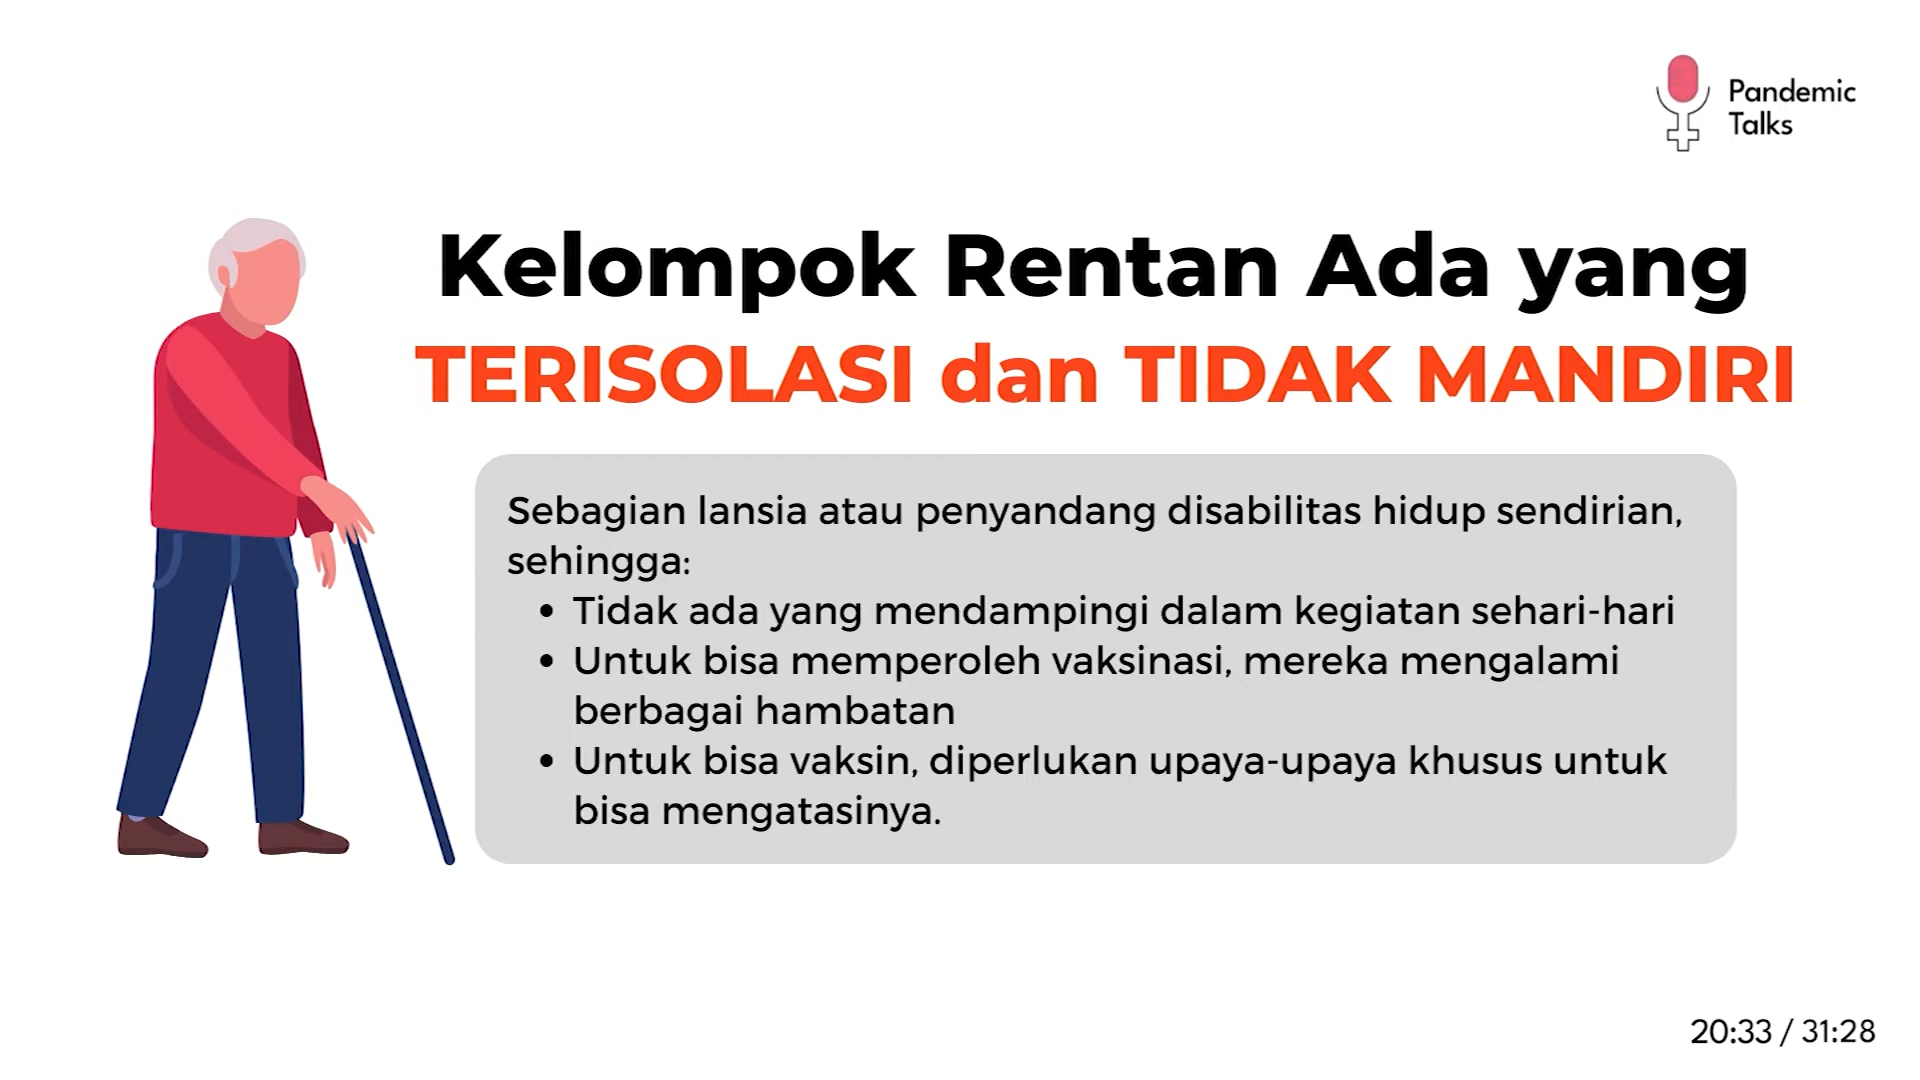 Pandemic
Talks
Kelompok Rentan Ada yang
TERISOLASI dan TIDAK MANDIRI
Sebagian lansia atau penyandang disabilitas hidup sendirian,
sehingga:
• Tidak ada yang mendampingi dalam kegiatan sehari-hari
• Untuk bisa memperoleh vaksinasi, mereka mengalami
berbagai hambatan
• Untuk bisa vaksin, diperlukan upaya-upaya khusus untuk
bisa mengatasinya.
20:33 / 31:28